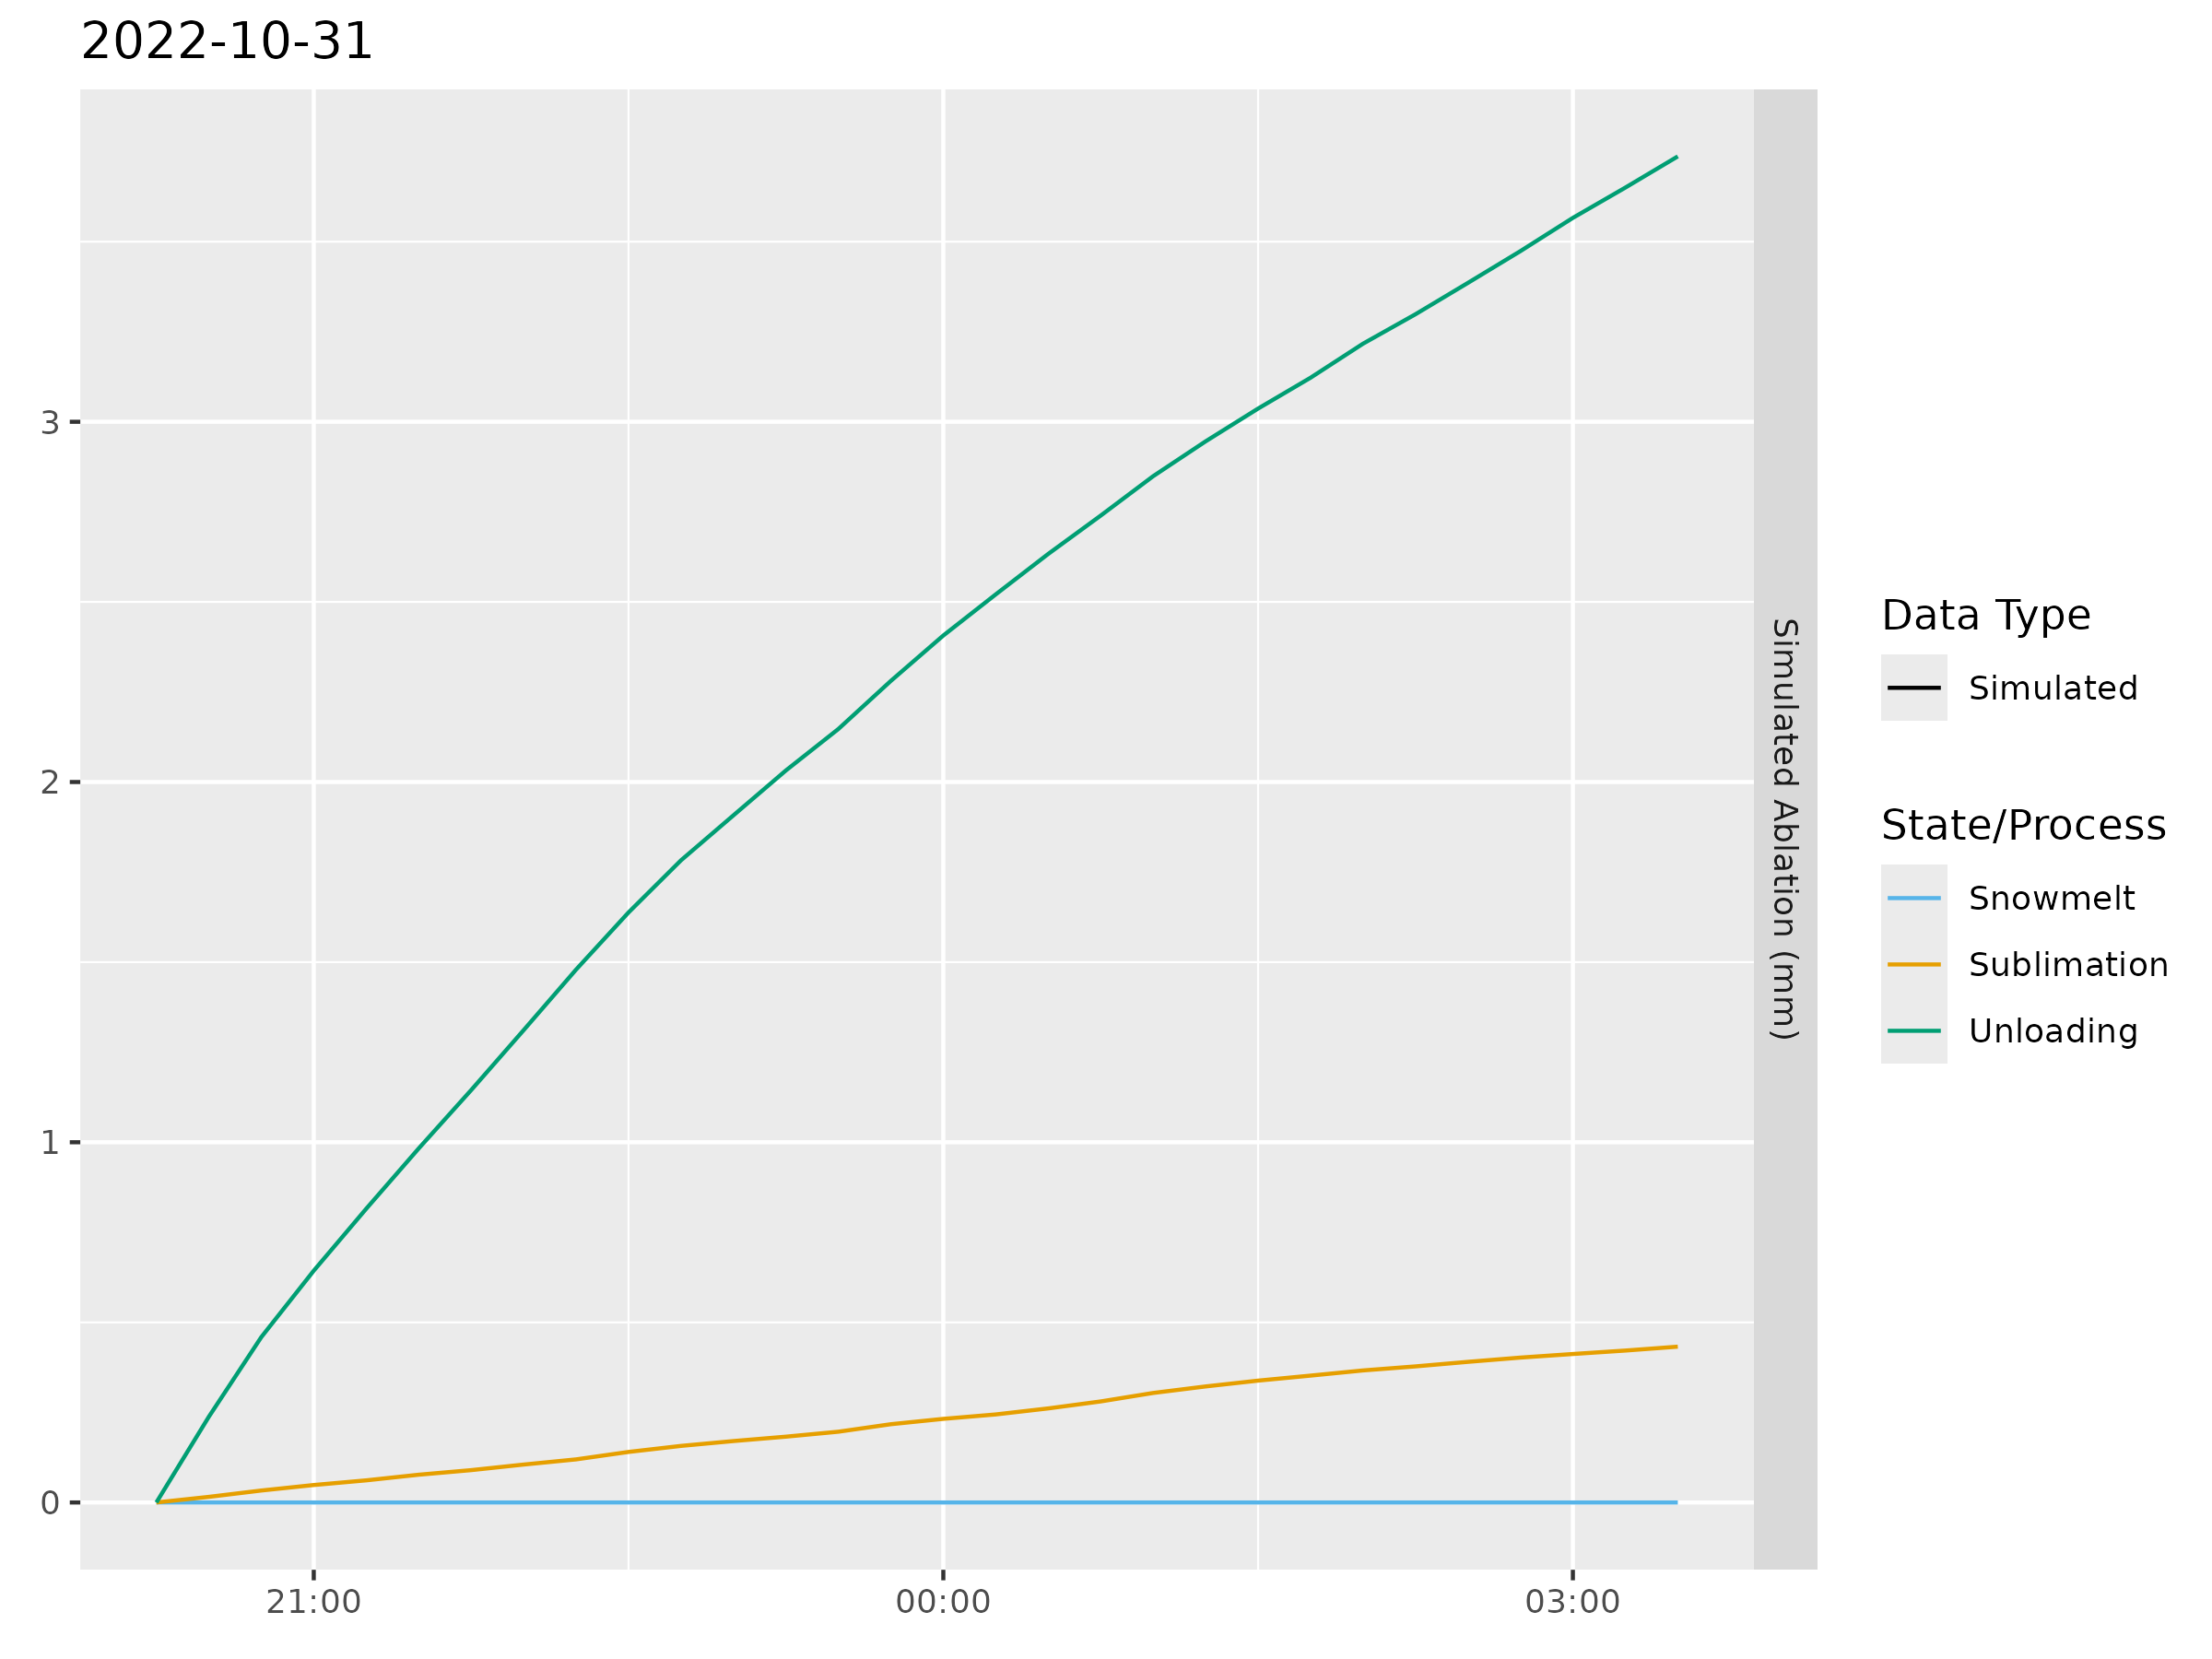 2022-10-31
3
2
1
0
21:00
00:00
03:00
Simulated Ablation (mm)
Data Type
Simulated
State/Process
Snowmelt
Sublimation
Unloading